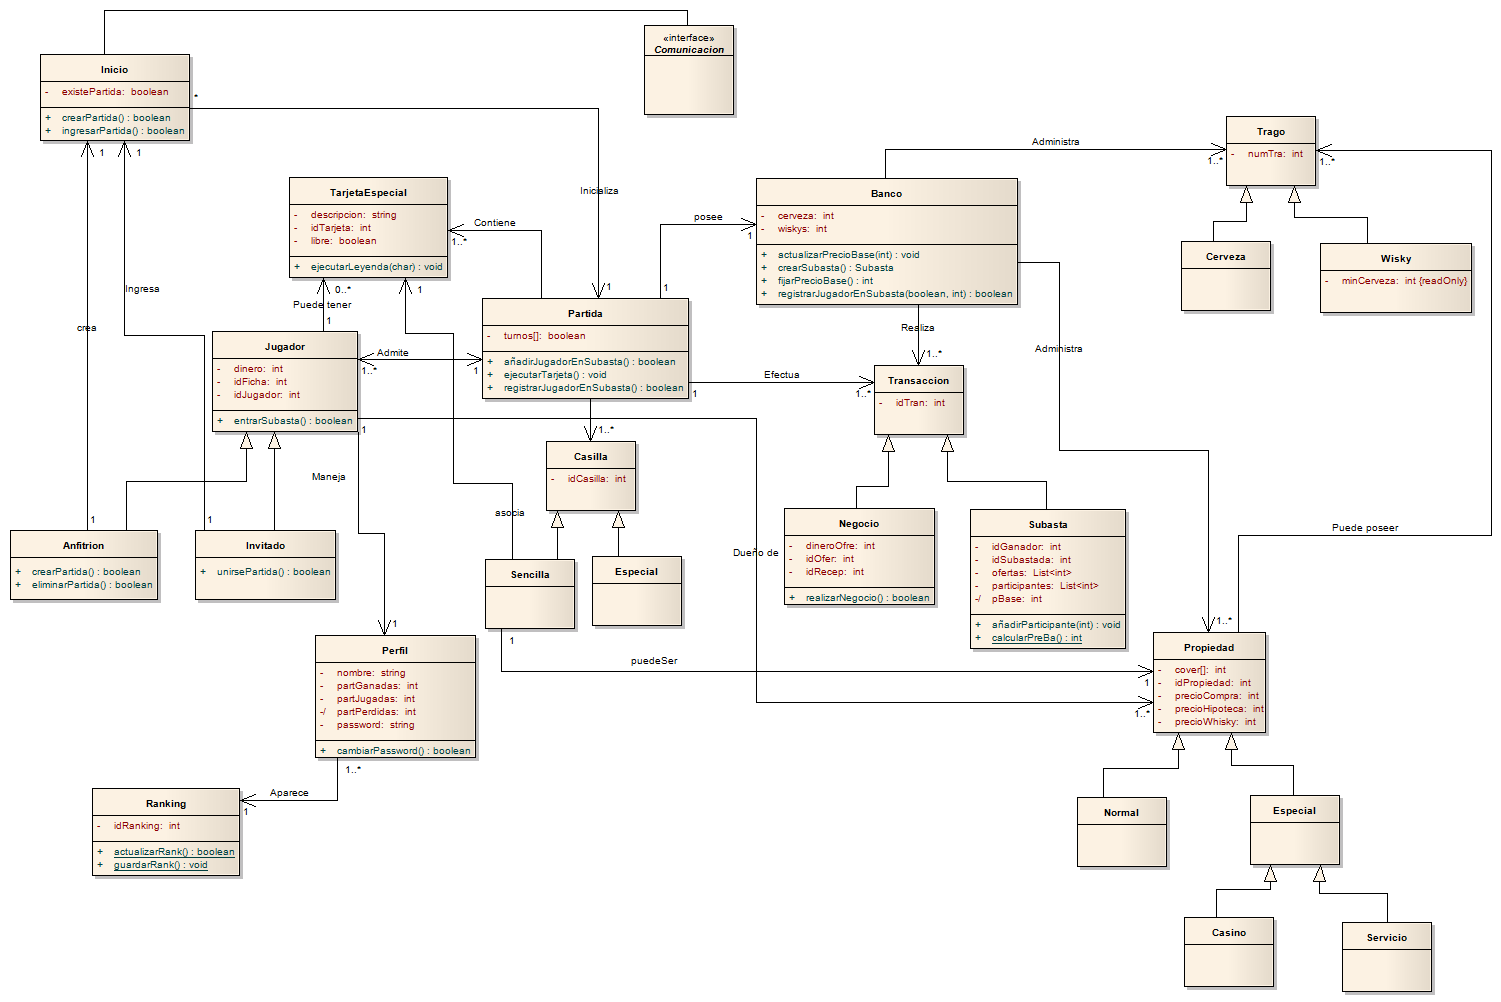 «interface»
Comunicacion
Inicio
- existePartida: boolean
+ crearPartida() : boolean
+ ingresarPartida() : boolean
*
1
1
Inicializa
1
Ingresa
crea
TarjetaEspecial
- descripcion: string
- idTarjeta: int
- libre: boolean
+ ejecutarLeyenda(char) : void
Contiene
1..*
0..*
1
Puede tener
1
posee
1
1
Banco
- cerveza: int
- wiskys: int
+ actualizarPrecioBase(int) : void
+ crearSubasta() : Subasta
+ fijarPrecioBase() : int
+ registrarJugadorEnSubasta(boolean, int) : boolean
Administra
1..*
1..*
Trago
- numTra: int
Cerveza
Wisky
- minCerveza: int {readOnly}
Partida
- turnos[]: boolean
+ añadirJugadorEnSubasta() : boolean
+ ejecutarTarjeta() : void
+ registrarJugadorEnSubasta() : boolean
Jugador
- dinero: int
- idFicha: int
- idJugador: int
+ entrarSubasta() : boolean
Admite
1..*
1
1
Realiza
1..*
Administra
Efectua
1
1..*
Transaccion
- idTran: int
1..*
Casilla
- idCasilla: int
Maneja
asocia
1
1
Anfitrion
+ crearPartida() : boolean
+ eliminarPartida() : boolean
Invitado
+ unirsePartida() : boolean
Sencilla
Especial
1
Dueño de
Negocio
- dineroOfre: int
- idOfer: int
- idRecep: int
+ realizarNegocio() : boolean
Subasta
- idGanador: int
- idSubastada: int
- ofertas: List<int>
- participantes: List<int>
-/ pBase: int
+ añadirParticipante(int) : void
+ calcularPreBa() : int
Puede poseer
1..*
puedeSer
1
1..*
Propiedad
- cover[]: int
- idPropiedad: int
- precioCompra: int
- precioHipoteca: int
- precioWhisky: int
1
Perfil
- nombre: string
- partGanadas: int
- partJugadas: int
-/ partPerdidas: int
- password: string
+ cambiarPassword() : boolean
1..*
Aparece
1
Ranking
- idRanking: int
+ actualizarRank() : boolean
+ guardarRank() : void
Normal
Especial
Casino
Servicio